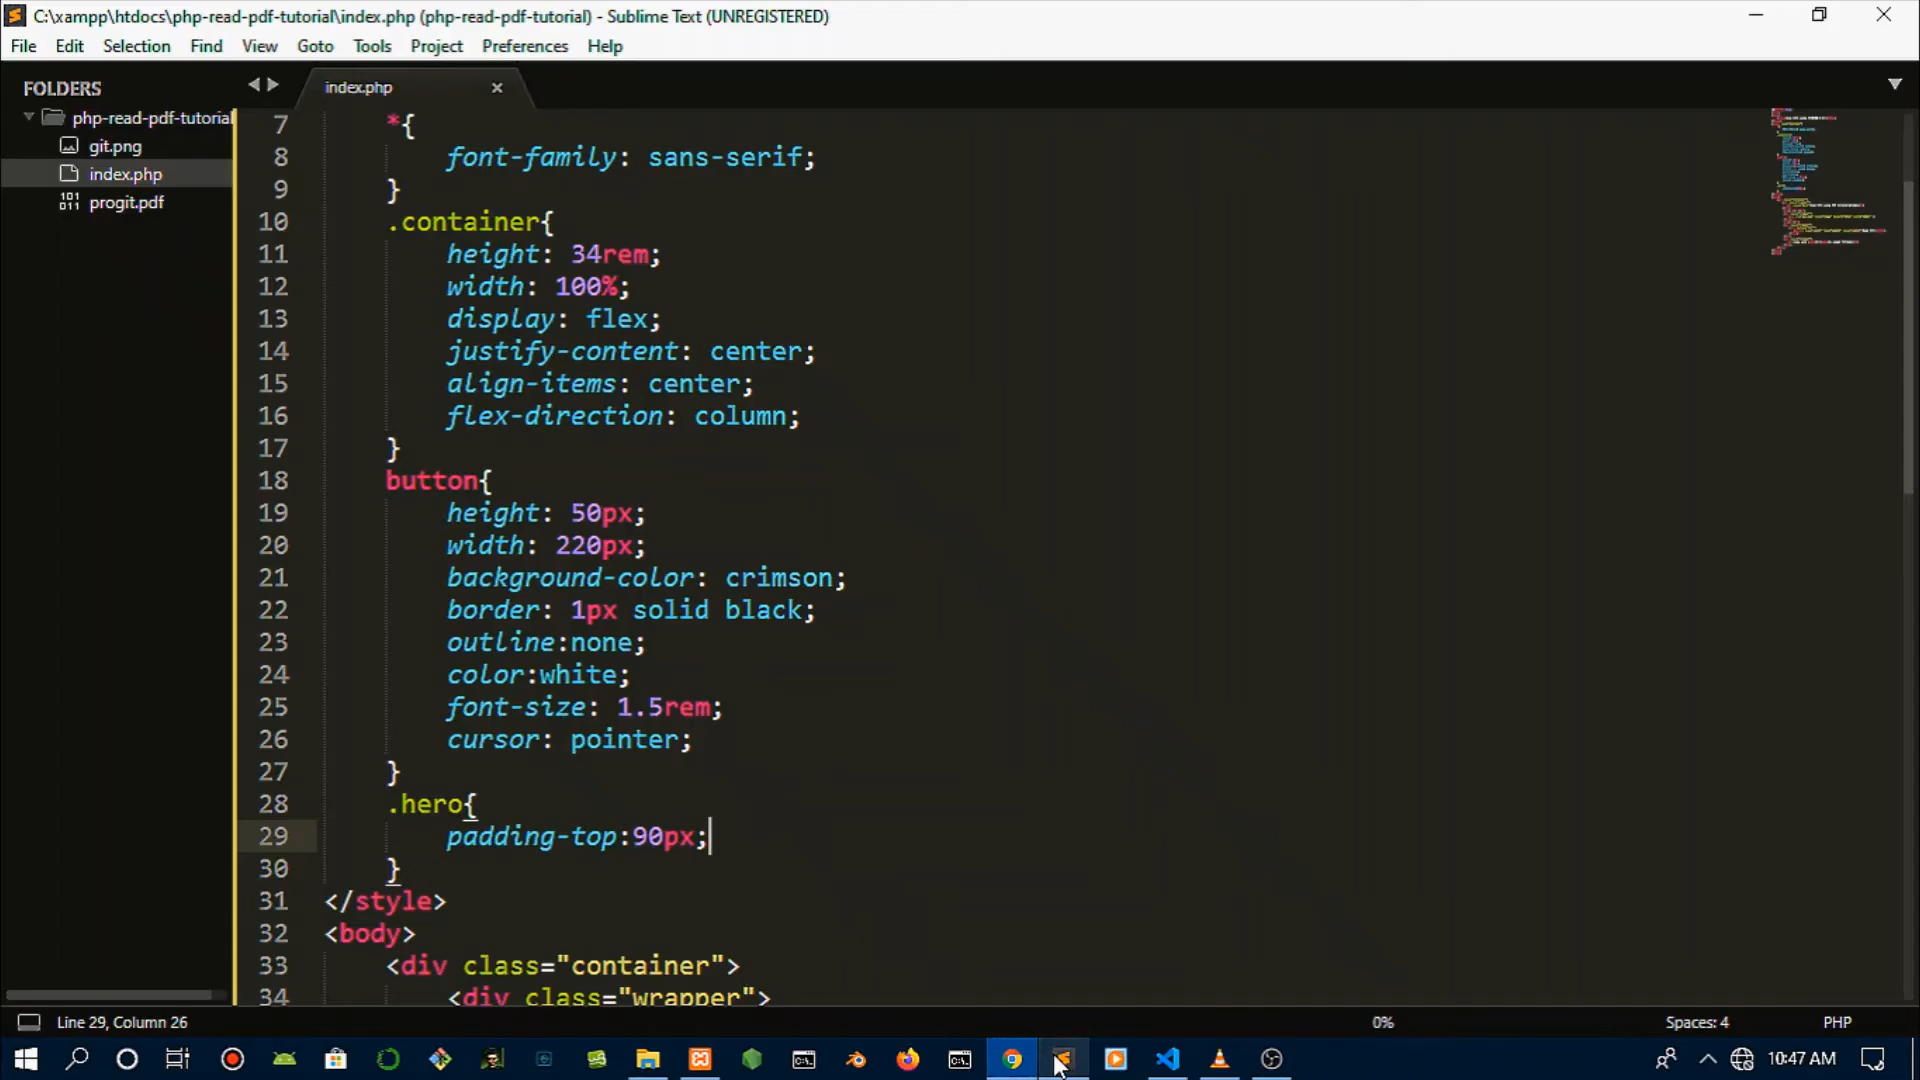 C:\xampp\htdocs\php-read-pdf-tutorial\index.php (php-read-pdf-tutorial) - Sublime Text (UNREGISTERED)
File Edit Selection Find View Goto Tools Project Preferences Help
FOLDERS
php-read-pdf-tutorial
git.png
index.php
progit.pdf
index.php
7 *{
8 font-family: sans-serif;
9 }
10 .container{
11 height: 34rem;
12 width: 100%;
13 display: flex;
14 justify-content: center;
15 align-items: center;
16 flex-direction: column;
17 }
18 button{
19 height: 50px;
20 width: 220px;
21 background-color: crimson;
22 border: 1px solid black;
23 outline:none;
24 color:white;
25 font-size: 1.5rem;
26 cursor: pointer;
27 }
28 .hero{
29 padding-top:90px;
30 }
31 </style>
32 <body>
33 <div class="container">
34 <div class="wrapper">
Line 29, Column 26 0% Spaces: 4 PHP
10:47 AM